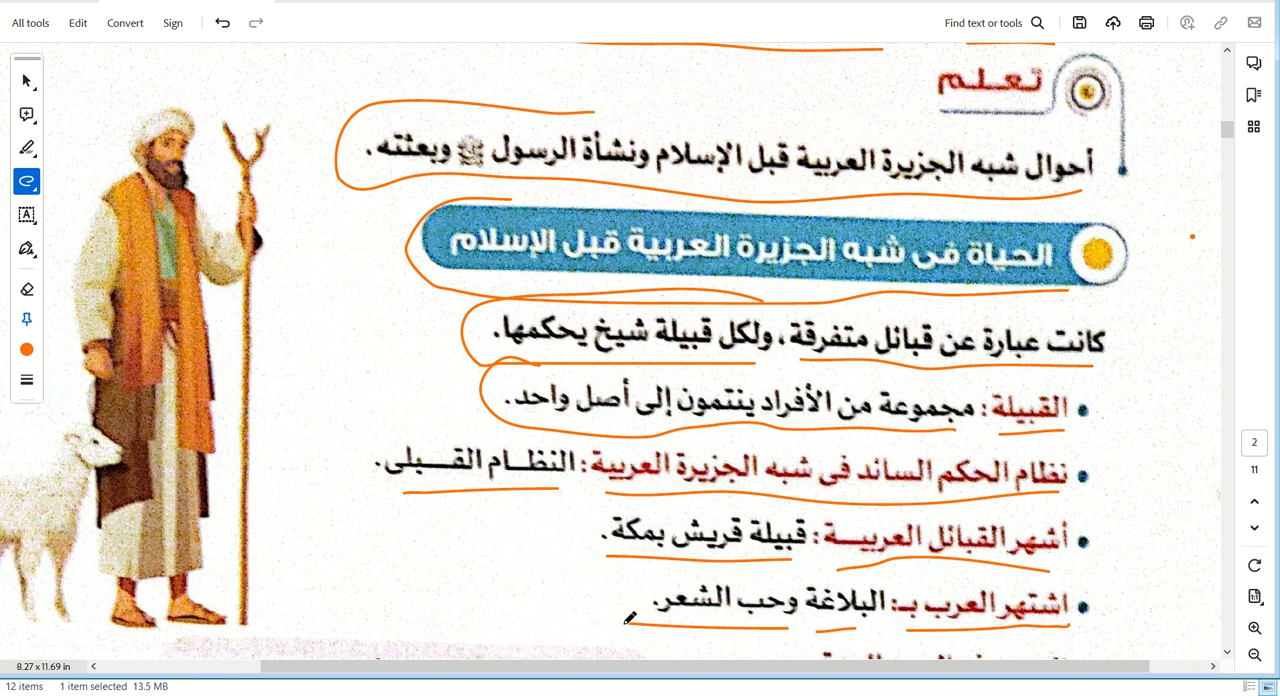 All tools Edit Convert Sign Find text or tools
تعلم
أحوال شبه الجزيرة العربية قبل الإسلام ونشأة الرسول ﷺ وبعثته.
الحياة فى شبه الجزيرة العربية قبل الإسلام
كانت عبارة عن قبائل متفرقة، ولكل قبيلة شيخ يحكمها.
• القبيلة: مجموعة من الأفراد ينتمون إلى أصل واحد.
• نظام الحكم السائد فى شبه الجزيرة العربية: النظام القبلى.
• أشهر القبائل العربية: قبيلة قريش بمكة.
• اشتهر العرب بـ: البلاغة وحب الشعر.
2
11
8.27 x 11.69 in
12 items 1 item selected 13.5 MB